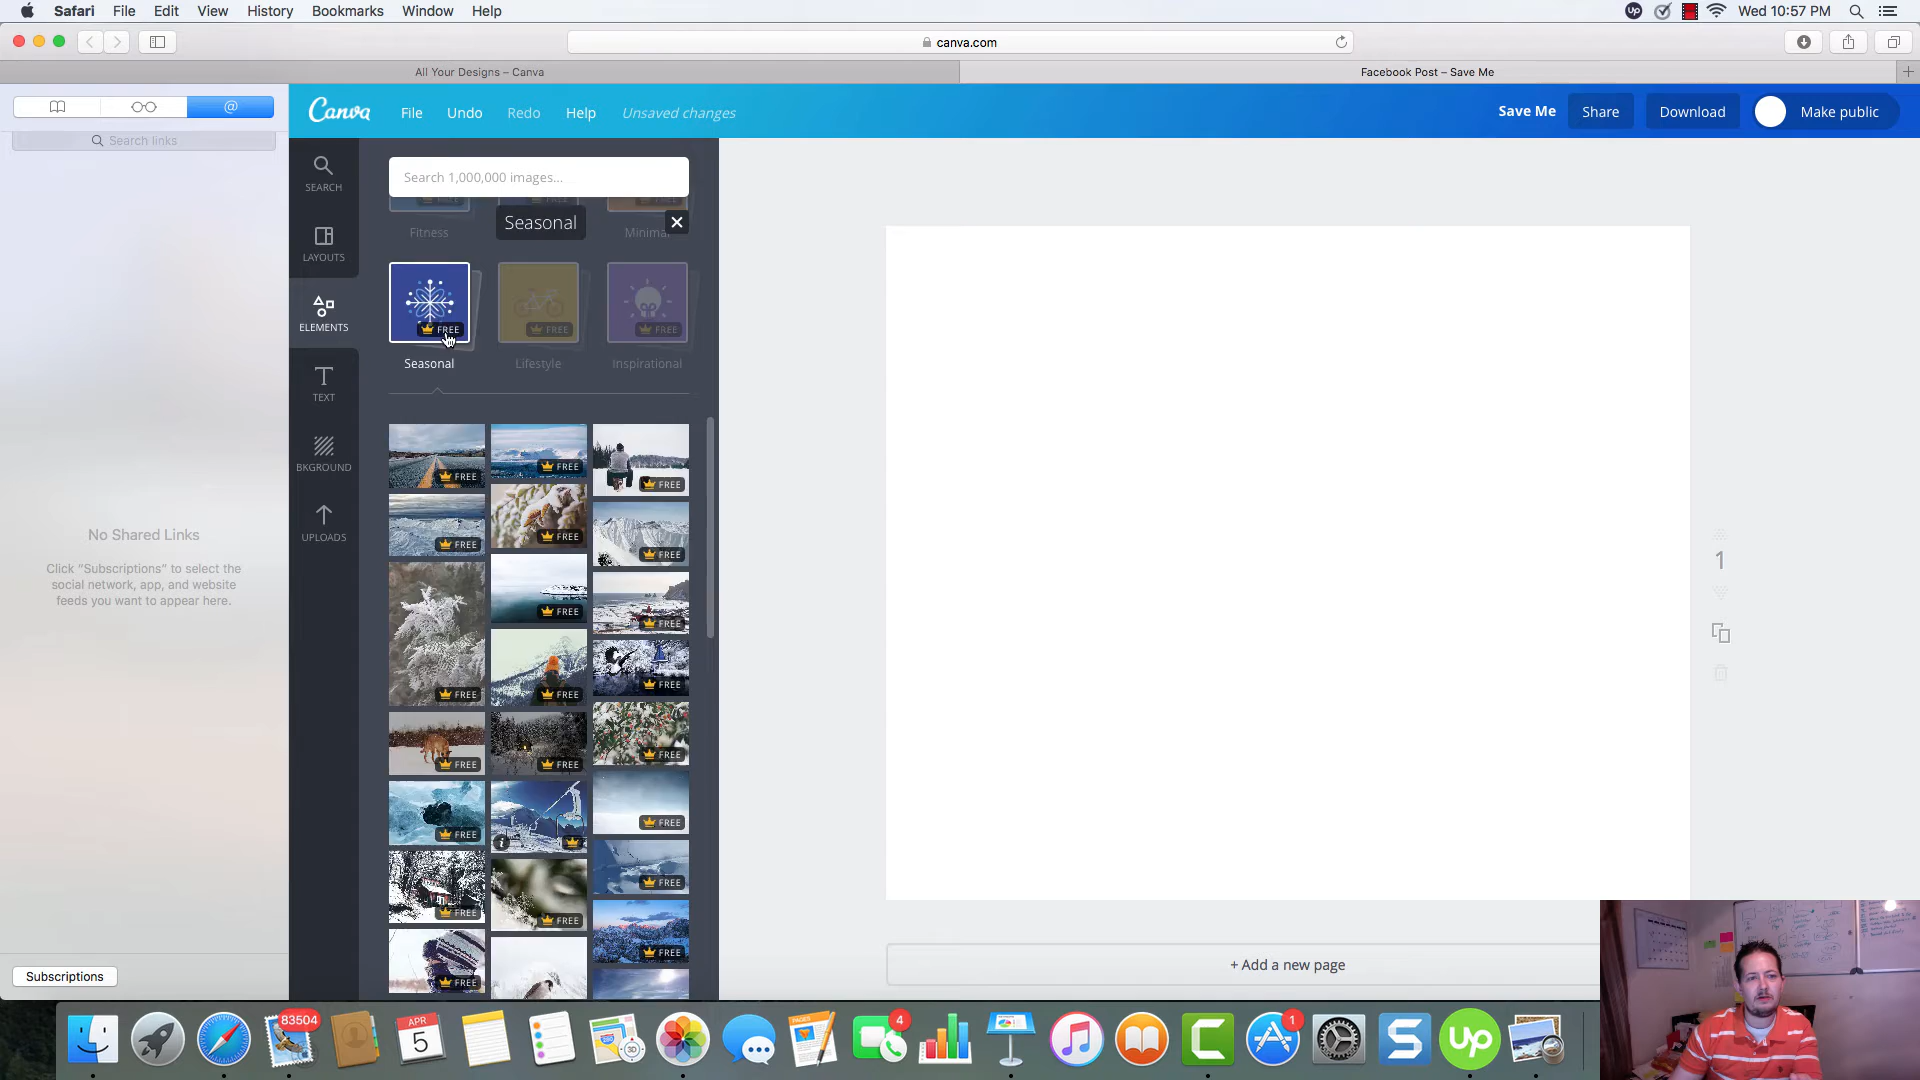 Safari File Edit View History Bookmarks Window Help
Wed 10:57 PM
canva.com
All Your Designs – Canva
Facebook Post – Save Me
@
Search links
Canva File Undo Redo Help Unsaved changes
Save Me Share Download Make public
SEARCH
LAYOUTS
ELEMENTS
TEXT
BKGROUND
UPLOADS
Search 1,000,000 images...
Fitness
Seasonal
Minimal
FREE FREE FREE
Seasonal Lifestyle Inspirational
FREE FREE FREE
FREE FREE FREE
FREE FREE FREE
FREE FREE FREE
FREE FREE FREE
FREE FREE
FREE FREE FREE
FREE FREE
FREE
No Shared Links
Click “Subscriptions” to select the
social network, app, and website
feeds you want to appear here.
Subscriptions
1
+ Add a new page
83504
APR
5
3D
PAGES
4
1
C
S
up